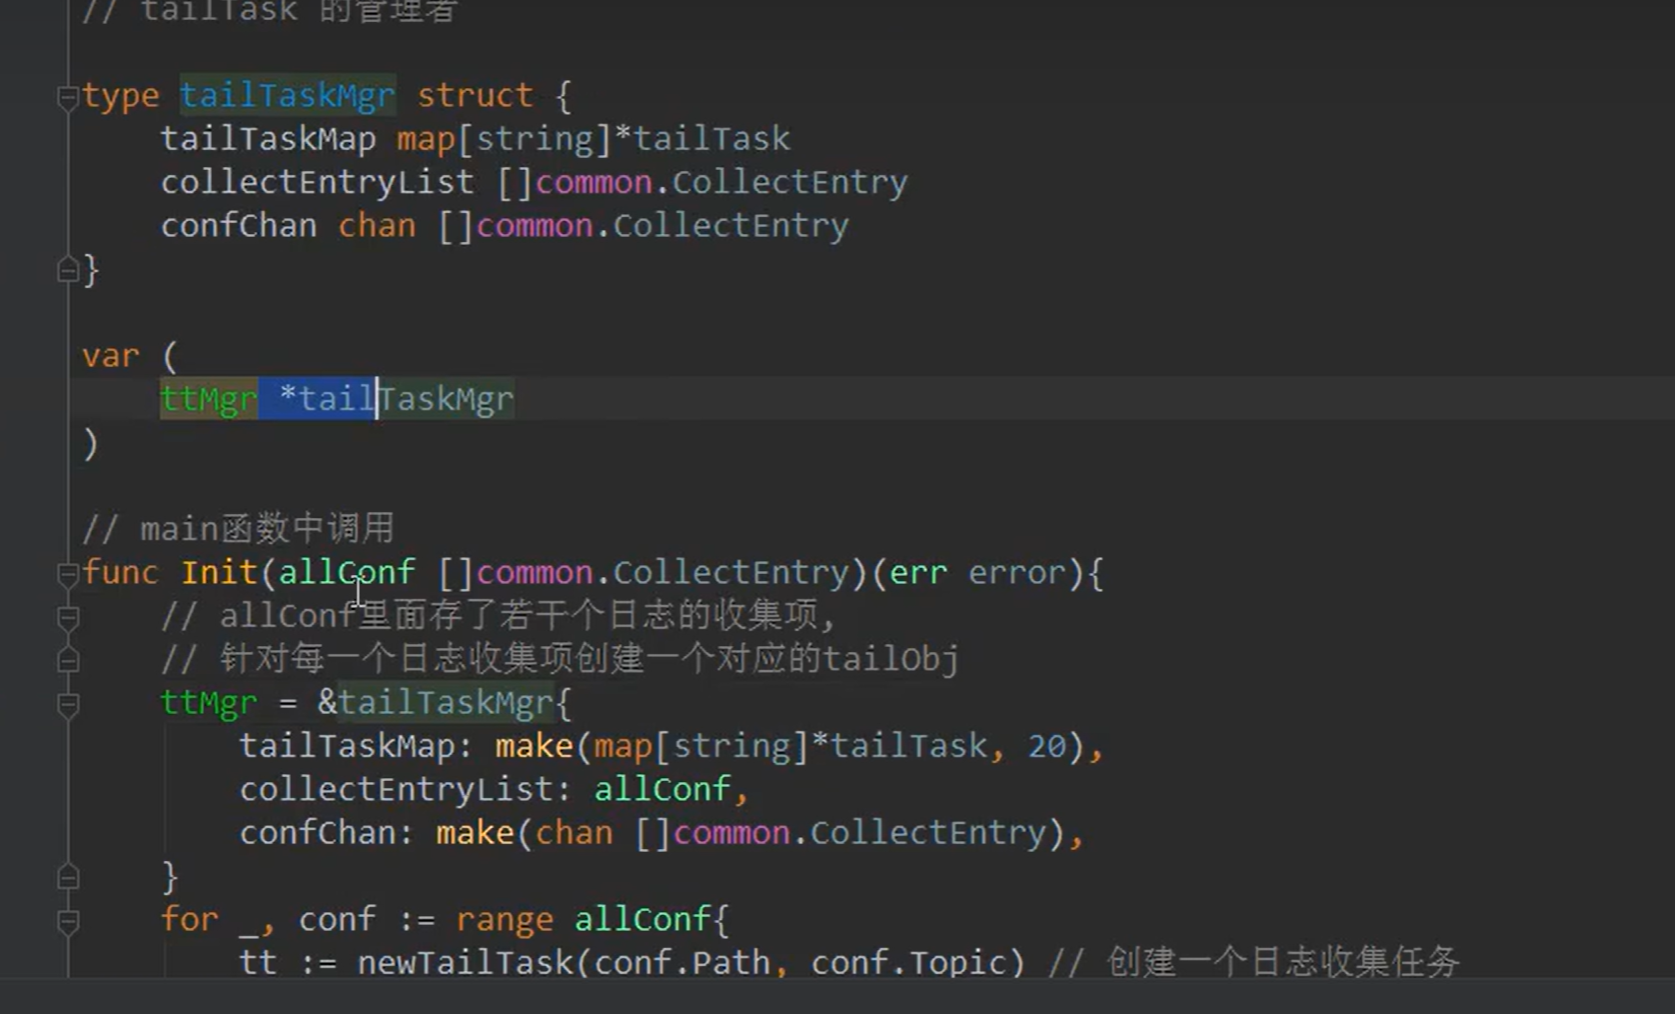 // tailTask 的管理者
type tailTaskMgr struct {
tailTaskMap map[string]*tailTask
collectEntryList []common.CollectEntry
confChan chan []common.CollectEntry
}
var (
ttMgr *tailTaskMgr
)
// main函数中调用
func Init(allConf []common.CollectEntry)(err error){
// allConf里面存了若干个日志的收集项,
// 针对每一个日志收集项创建一个对应的tailObj
ttMgr = &tailTaskMgr{
tailTaskMap: make(map[string]*tailTask, 20),
collectEntryList: allConf,
confChan: make(chan []common.CollectEntry),
}
for _, conf := range allConf{
tt := newTailTask(conf.Path, conf.Topic) // 创建一个日志收集任务